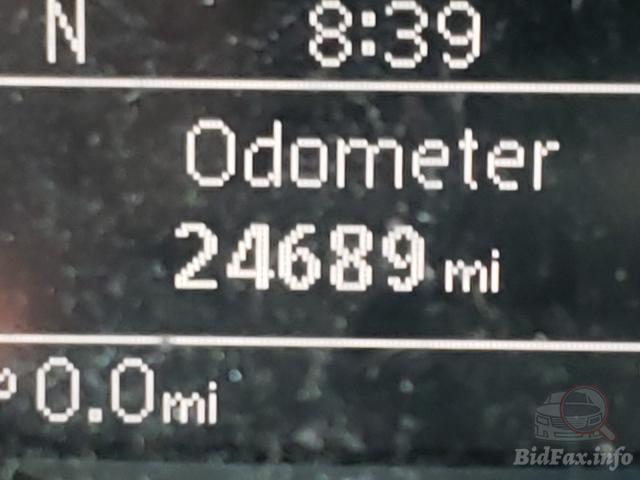 N 8:39
Odometer
24689 mi
0.0mi
BidFax.info